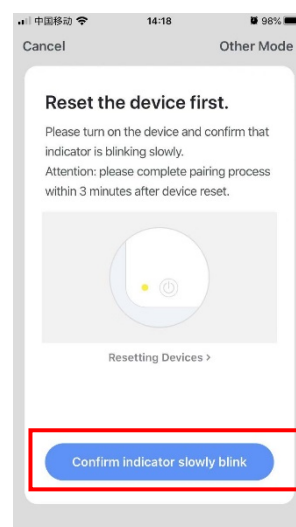 中国移动 14:18 98%
Cancel Other Mode
Reset the device first.
Please turn on the device and confirm that
indicator is blinking slowly.
Attention: please complete pairing process
within 3 minutes after device reset.
Resetting Devices >
Confirm indicator slowly blink